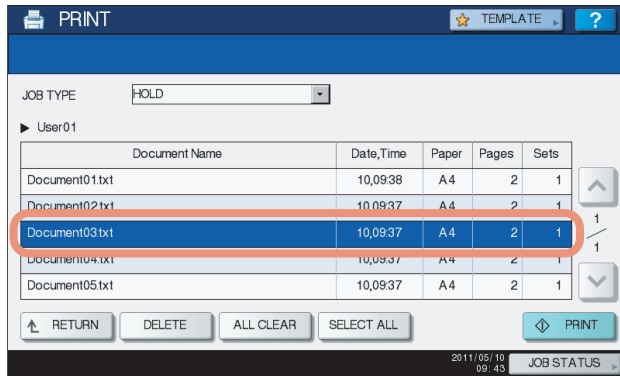 PRINT TEMPLATE ?
JOB TYPE HOLD
User01
Document Name Date,Time Paper Pages Sets
Document01.txt 10,09:38 A4 2 1
Document02.txt 10,09:37 A4 2 1
Document03.txt 10,09:37 A4 2 1
Document04.txt 10,09:37 A4 2 1
Document05.txt 10,09:37 A4 2 1
1
1
RETURN DELETE ALL CLEAR SELECT ALL PRINT
2011/05/10
09:43 JOB STATUS